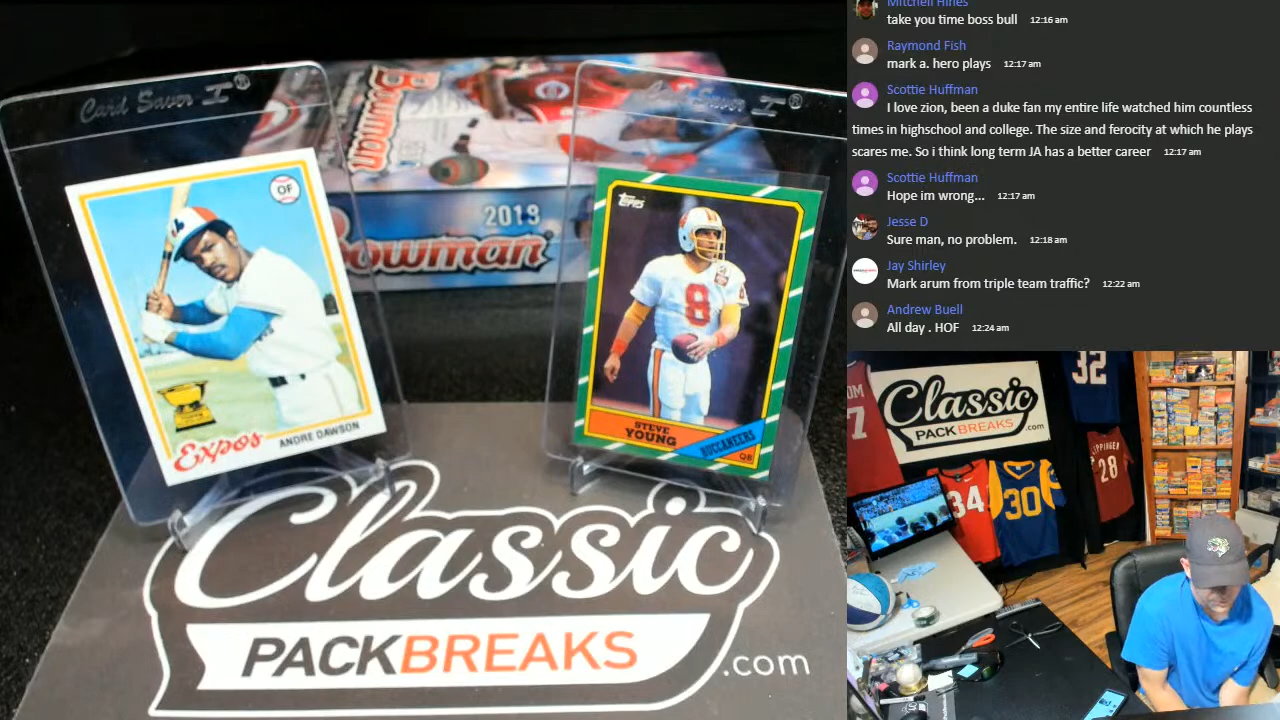 Mitchell Hines
take you time boss bull 12:16 am
Raymond Fish
mark a. hero plays 12:17 am
Scottie Huffman
I love zion, been a duke fan my entire life watched him countless
times in highschool and college. The size and ferocity at which he plays
scares me. So i think long term JA has a better career 12:17 am
Scottie Huffman
Hope im wrong... 12:17 am
Jesse D
Sure man, no problem. 12:18 am
Jay Shirley
Mark arum from triple team traffic? 12:22 am
Andrew Buell
All day . HOF 12:24 am
Card Saver I®
Card Saver I®
Bowman
2018
Bowman
OF
Expos
ANDRE DAWSON
Topps
8
STEVE
YOUNG
BUCCANEERS
QB
Classic
PACKBREAKS
.com
Classic
PACKBREAKS
.com
32
7
34
30
28